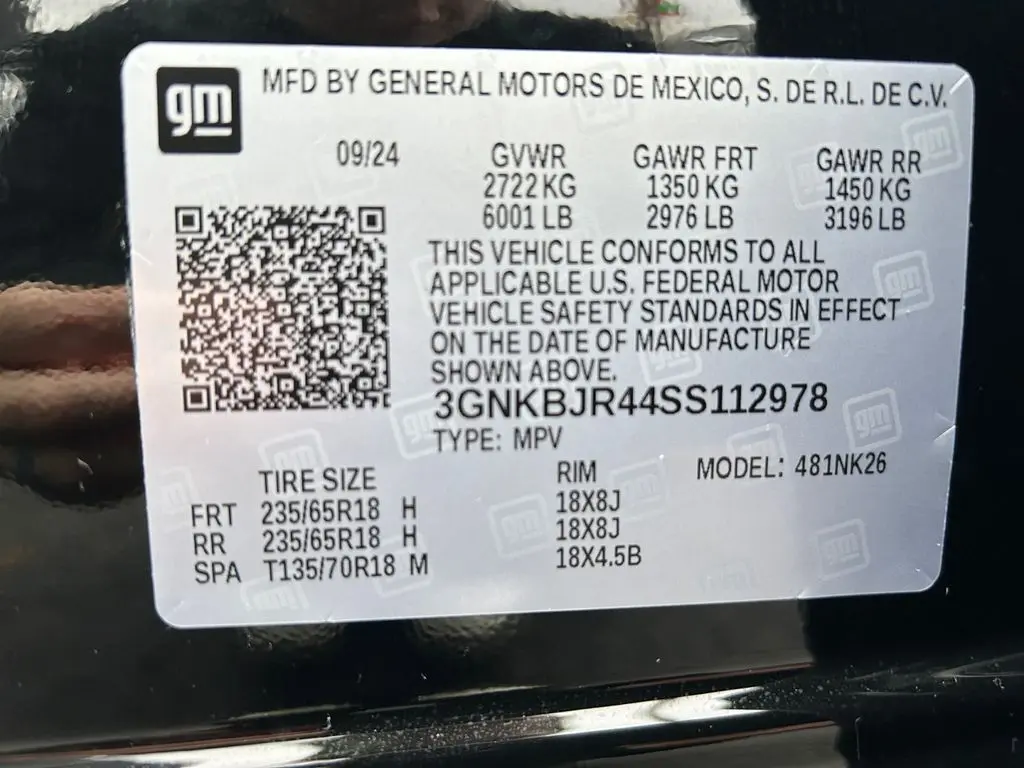 gm MFD BY GENERAL MOTORS DE MEXICO, S. DE R.L. DE C.V.
09/24 GVWR GAWR FRT GAWR RR
2722 KG 1350 KG 1450 KG
6001 LB 2976 LB 3196 LB
THIS VEHICLE CONFORMS TO ALL
APPLICABLE U.S. FEDERAL MOTOR
VEHICLE SAFETY STANDARDS IN EFFECT
ON THE DATE OF MANUFACTURE
SHOWN ABOVE.
3GNKBJR44SS112978
TYPE: MPV
TIRE SIZE RIM MODEL: 481NK26
FRT 235/65R18 H 18X8J
RR 235/65R18 H 18X8J
SPA T135/70R18 M 18X4.5B